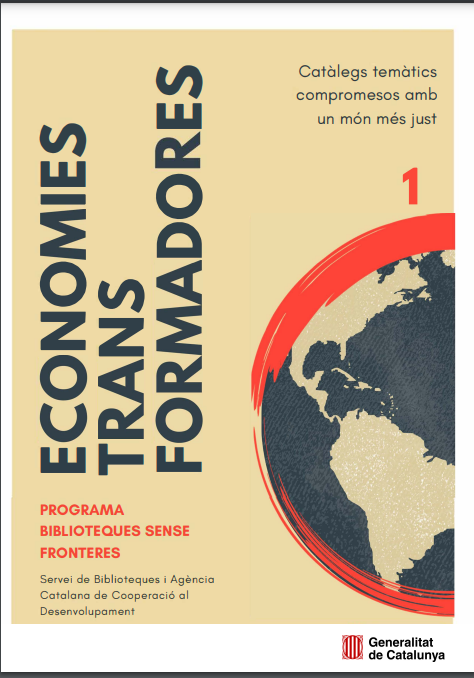 Catàlegs temàtics
compromesos amb
un món més just
1
ECONOMIES
TRANS
FORMADORES
PROGRAMA
BIBLIOTEQUES SENSE
FRONTERES
Servei de Biblioteques i Agència
Catalana de Cooperació al
Desenvolupament
Generalitat
de Catalunya